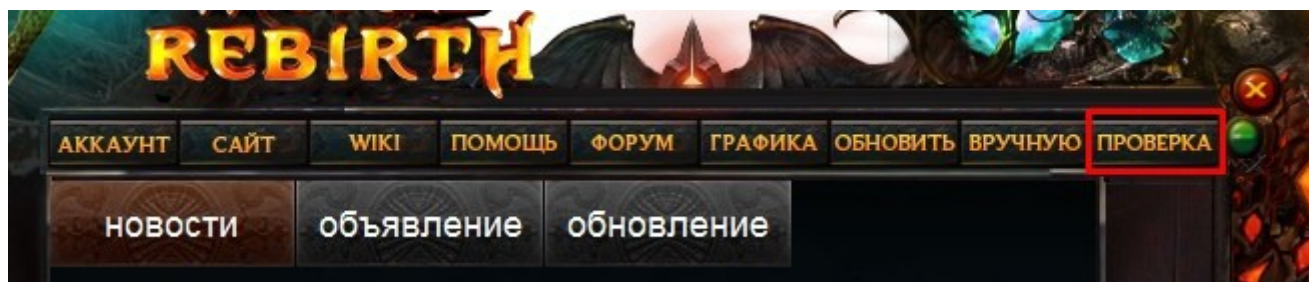 REBIRTH
АККАУНТ САЙТ WIKI ПОМОЩЬ ФОРУМ ГРАФИКА ОБНОВИТЬ ВРУЧНУЮ ПРОВЕРКА
новости объявление обновление